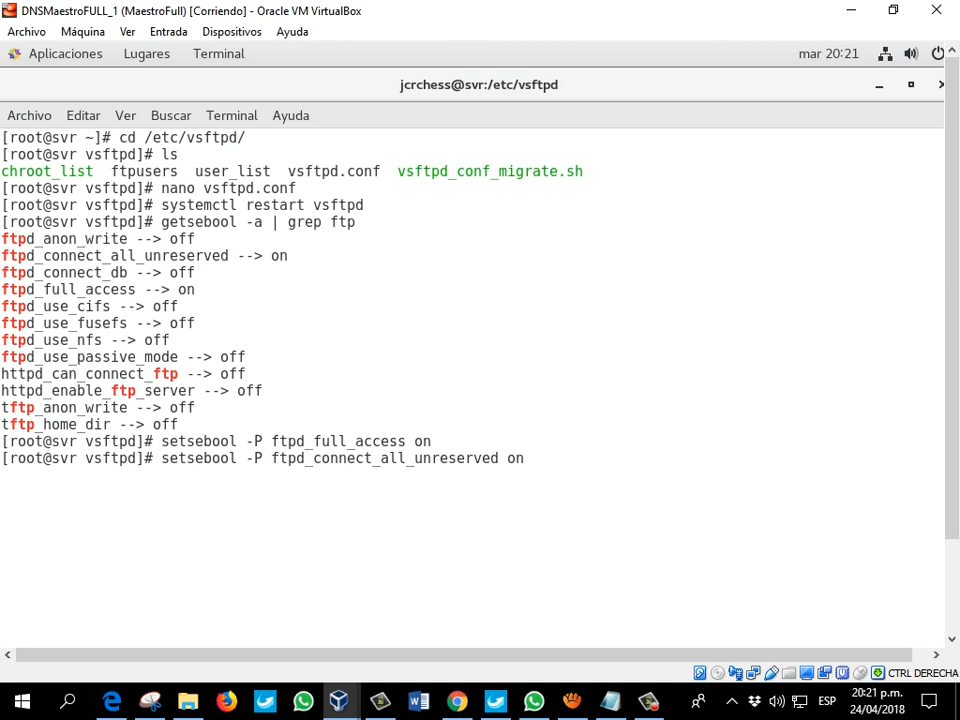 DNSMaestroFULL_1 (MaestroFull) [Corriendo] - Oracle VM VirtualBox
Archivo Máquina Ver Entrada Dispositivos Ayuda
Aplicaciones Lugares Terminal mar 20:21
jcrchess@svr:/etc/vsftpd
Archivo Editar Ver Buscar Terminal Ayuda
[root@svr ~]# cd /etc/vsftpd/
[root@svr vsftpd]# ls
chroot_list ftpusers user_list vsftpd.conf vsftpd_conf_migrate.sh
[root@svr vsftpd]# nano vsftpd.conf
[root@svr vsftpd]# systemctl restart vsftpd
[root@svr vsftpd]# getsebool -a | grep ftp
ftpd_anon_write --> off
ftpd_connect_all_unreserved --> on
ftpd_connect_db --> off
ftpd_full_access --> on
ftpd_use_cifs --> off
ftpd_use_fusefs --> off
ftpd_use_nfs --> off
ftpd_use_passive_mode --> off
httpd_can_connect_ftp --> off
httpd_enable_ftp_server --> off
tftp_anon_write --> off
tftp_home_dir --> off
[root@svr vsftpd]# setsebool -P ftpd_full_access on
[root@svr vsftpd]# setsebool -P ftpd_connect_all_unreserved on
CTRL DERECHA
ESP
20:21 p.m.
24/04/2018